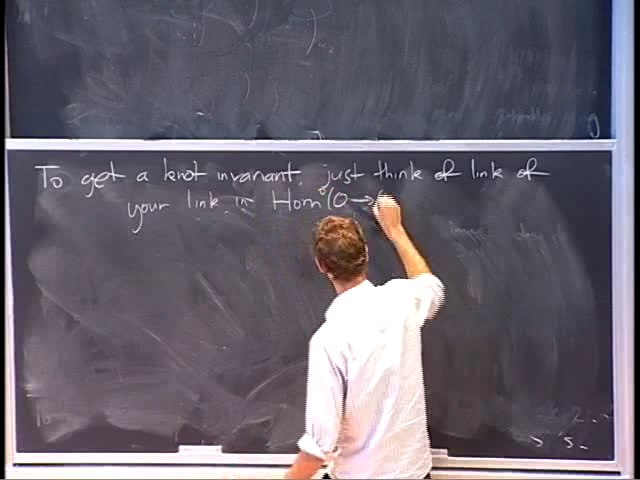 To get a knot invariant, just think of link of
your link in Hom(0→